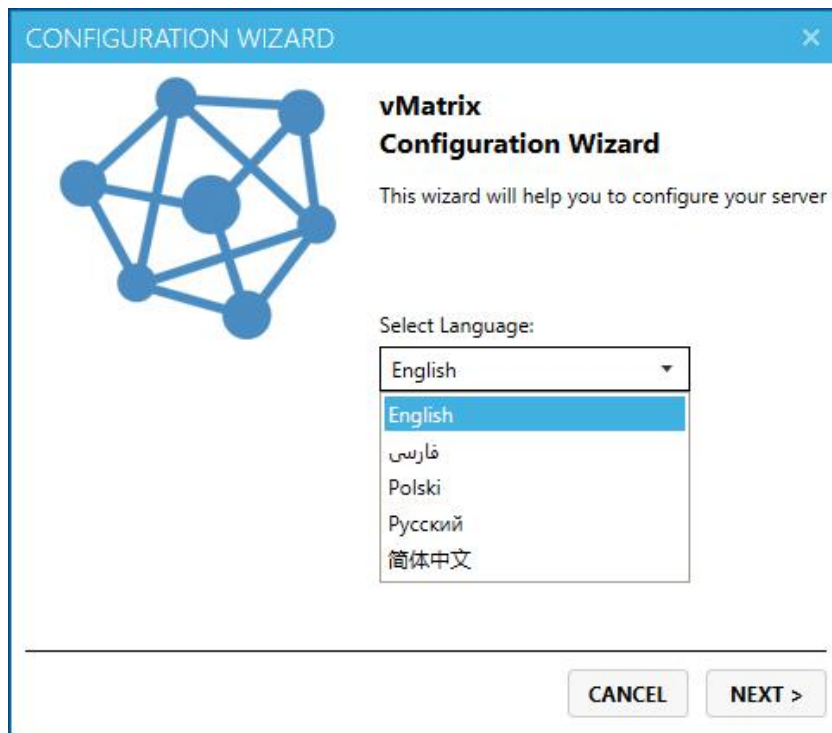 CONFIGURATION WIZARD
vMatrix
Configuration Wizard
This wizard will help you to configure your server
Select Language:
English
English
فارسی
Polski
Русский
简体中文
CANCEL
NEXT >